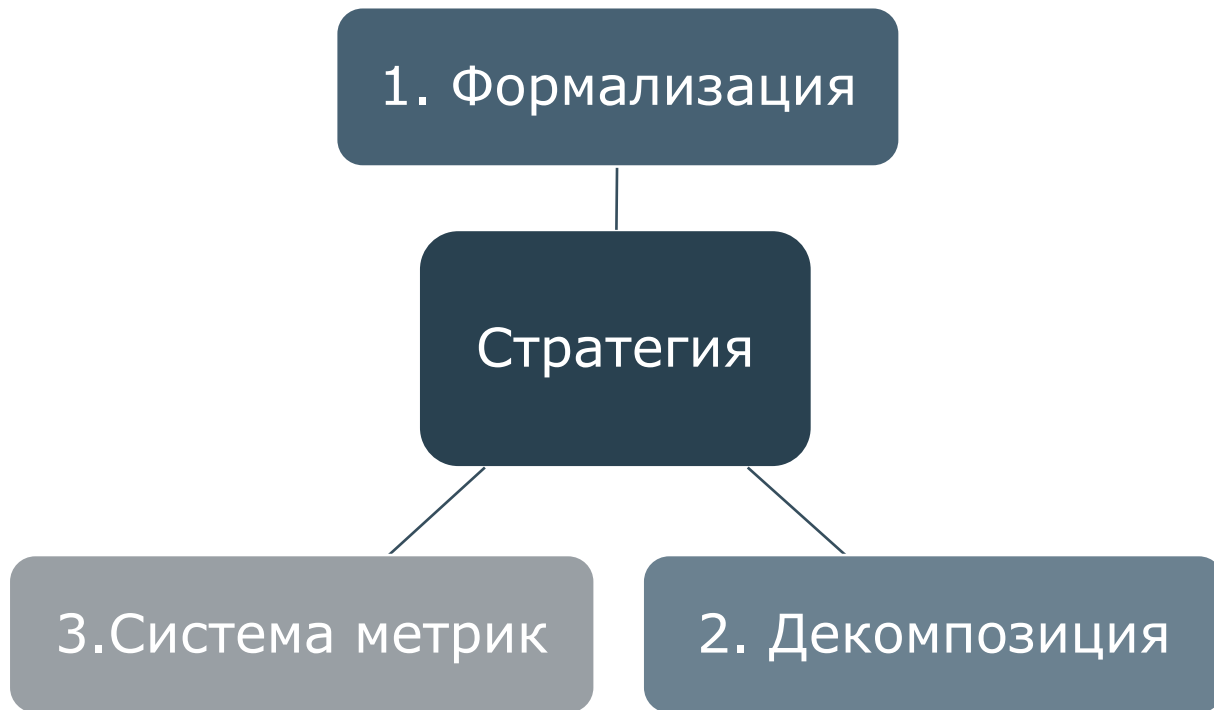 1. Формализация
Стратегия
3.Система метрик
2. Декомпозиция